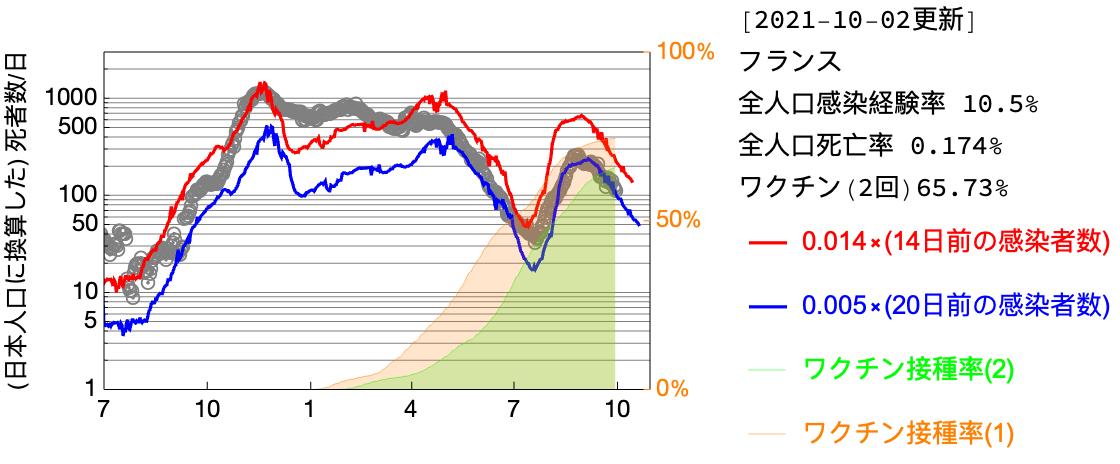 [2021-10-02更新]
フランス
全人口感染経験率 10.5%
全人口死亡率 0.174%
ワクチン(2回)65.73%
0.014×(14日前の感染者数)
0.005×(20日前の感染者数)
ワクチン接種率(2)
ワクチン接種率(1)
(日本人口に換算した) 死者数/日
1000
500
100
50
10
5
1
100%
50%
0%
7 10 1 4 7 10